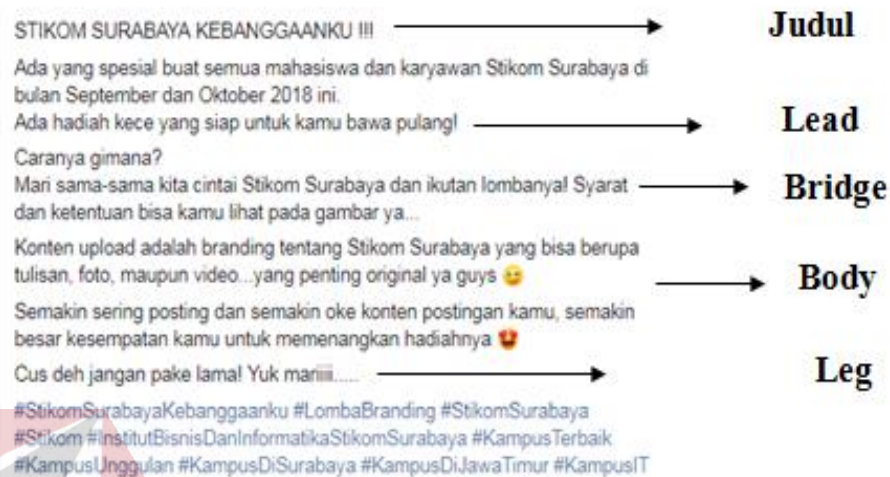 STIKOM SURABAYA KEBANGGAANKU !!!
Judul
Ada yang spesial buat semua mahasiswa dan karyawan Stikom Surabaya di
bulan September dan Oktober 2018 ini.
Ada hadiah kece yang siap untuk kamu bawa pulang!
Lead
Caranya gimana?
Mari sama-sama kita cintai Stikom Surabaya dan ikutan lombanya! Syarat
dan ketentuan bisa kamu lihat pada gambar ya...
Bridge
Konten upload adalah branding tentang Stikom Surabaya yang bisa berupa
tulisan, foto, maupun video...yang penting original ya guys 😉
Body
Semakin sering posting dan semakin oke konten postingan kamu, semakin
besar kesempatan kamu untuk memenangkan hadiahnya 🤩
Cus deh jangan pake lama! Yuk mariiii.....
Leg
#StikomSurabayaKebanggaanku #LombaBranding #StikomSurabaya
#Stikom #InstitutBisnisDanInformatikaStikomSurabaya #KampusTerbaik
#KampusUnggulan #KampusDiSurabaya #KampusDiJawaTimur #KampusIT